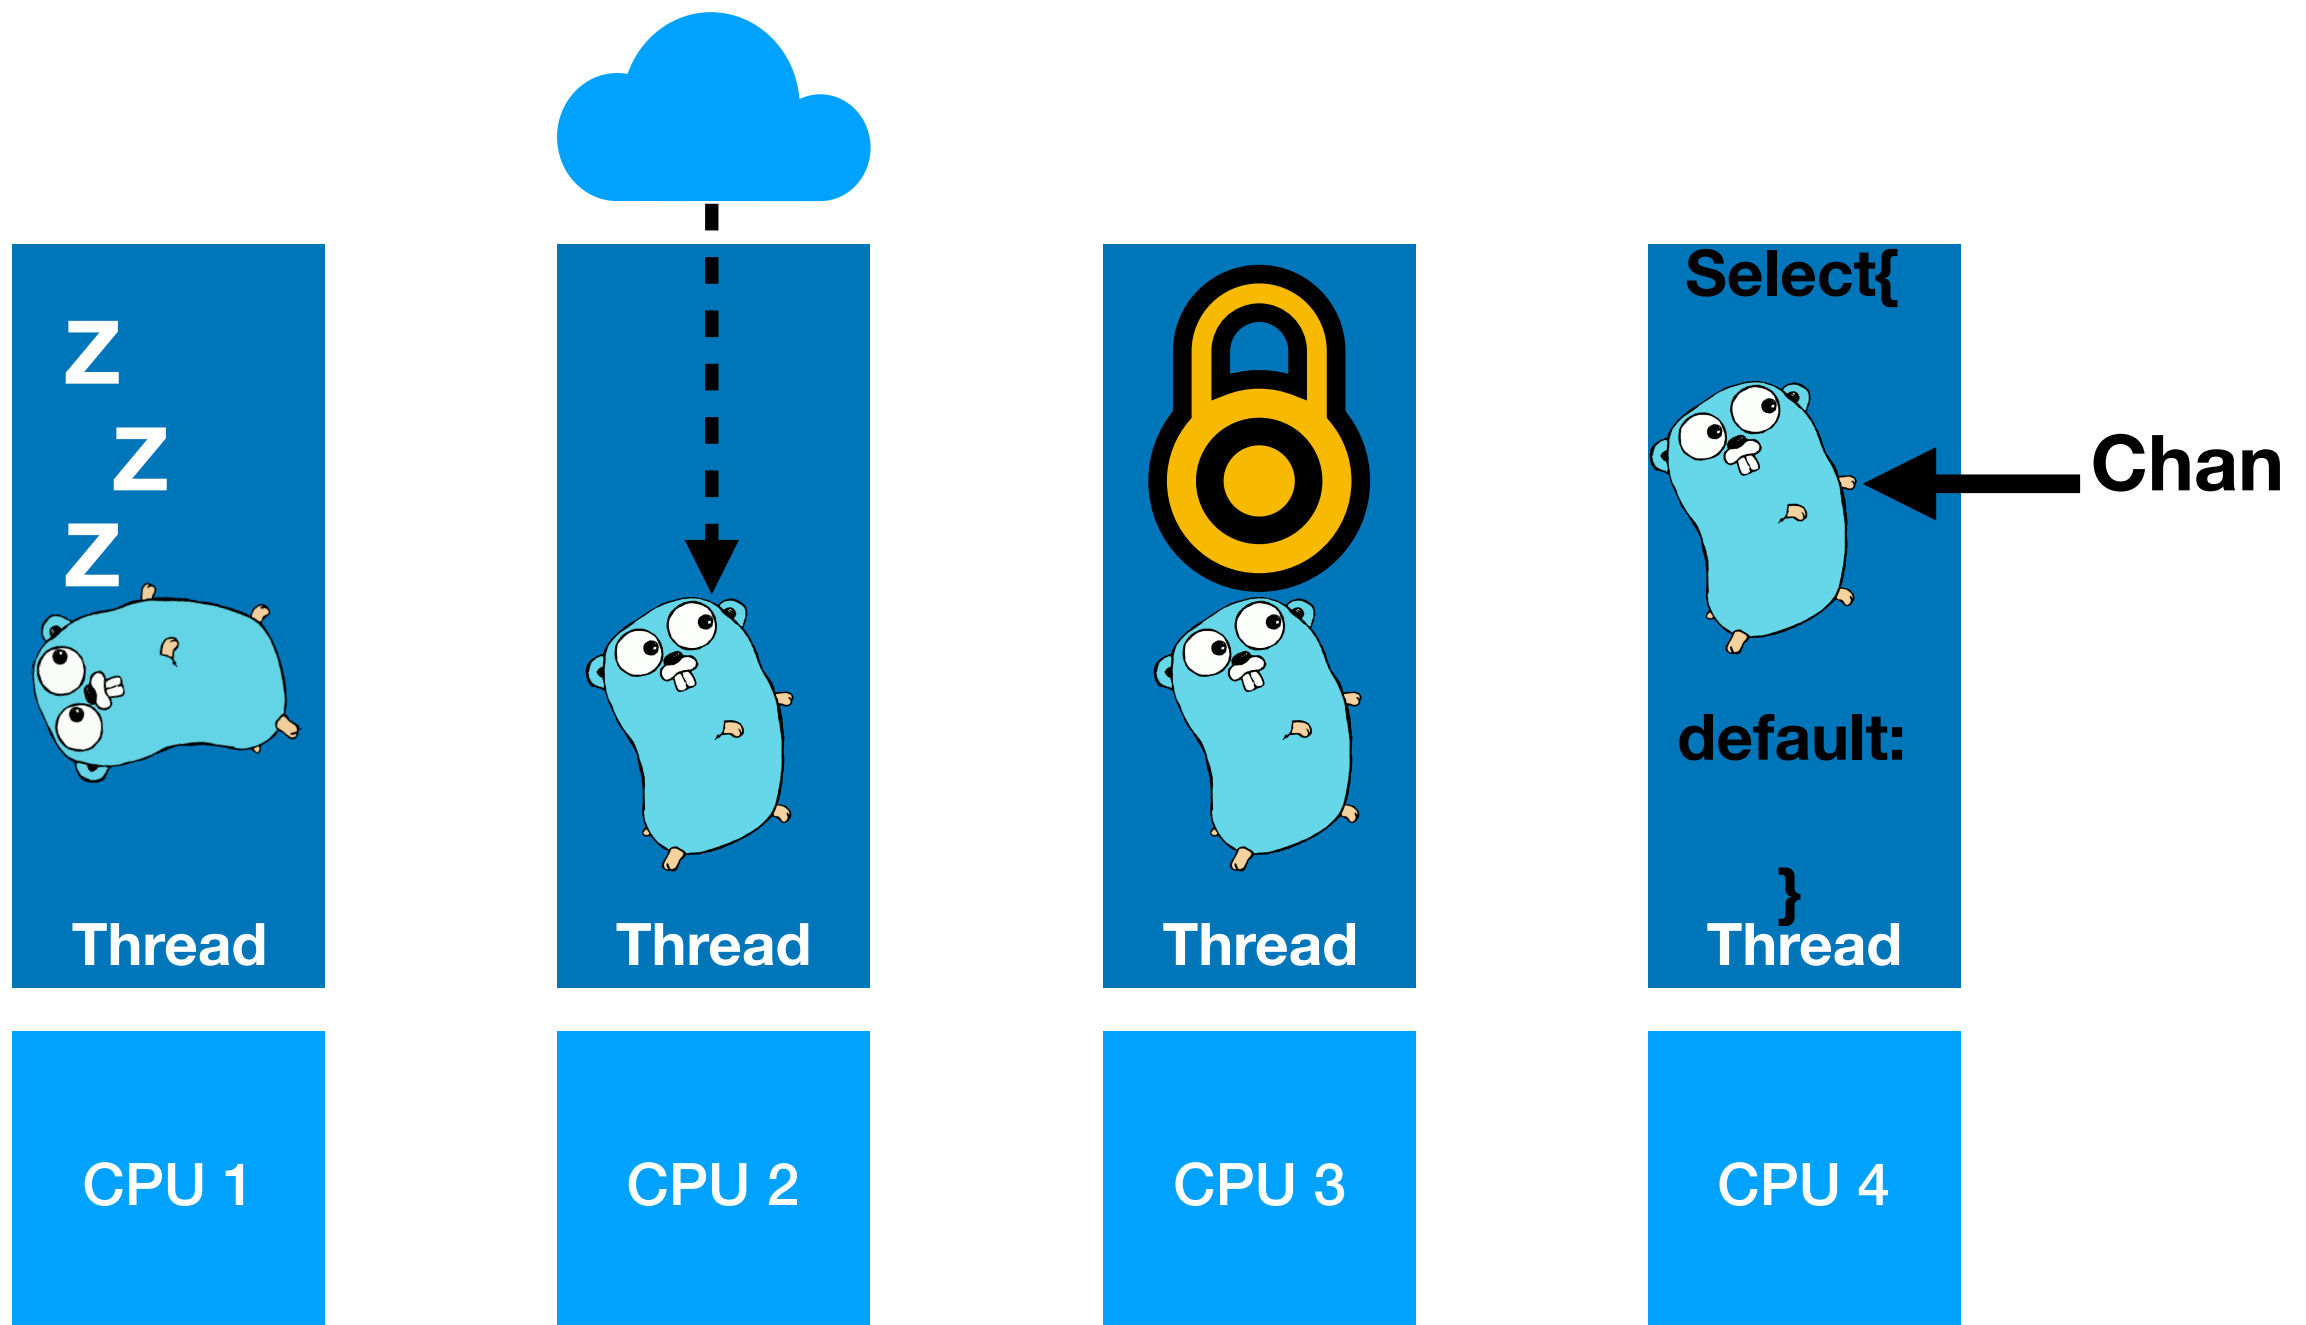 Z
Z
Z
Thread
CPU 1
Thread
CPU 2
Thread
CPU 3
Select{
Chan
default:
}
Thread
CPU 4